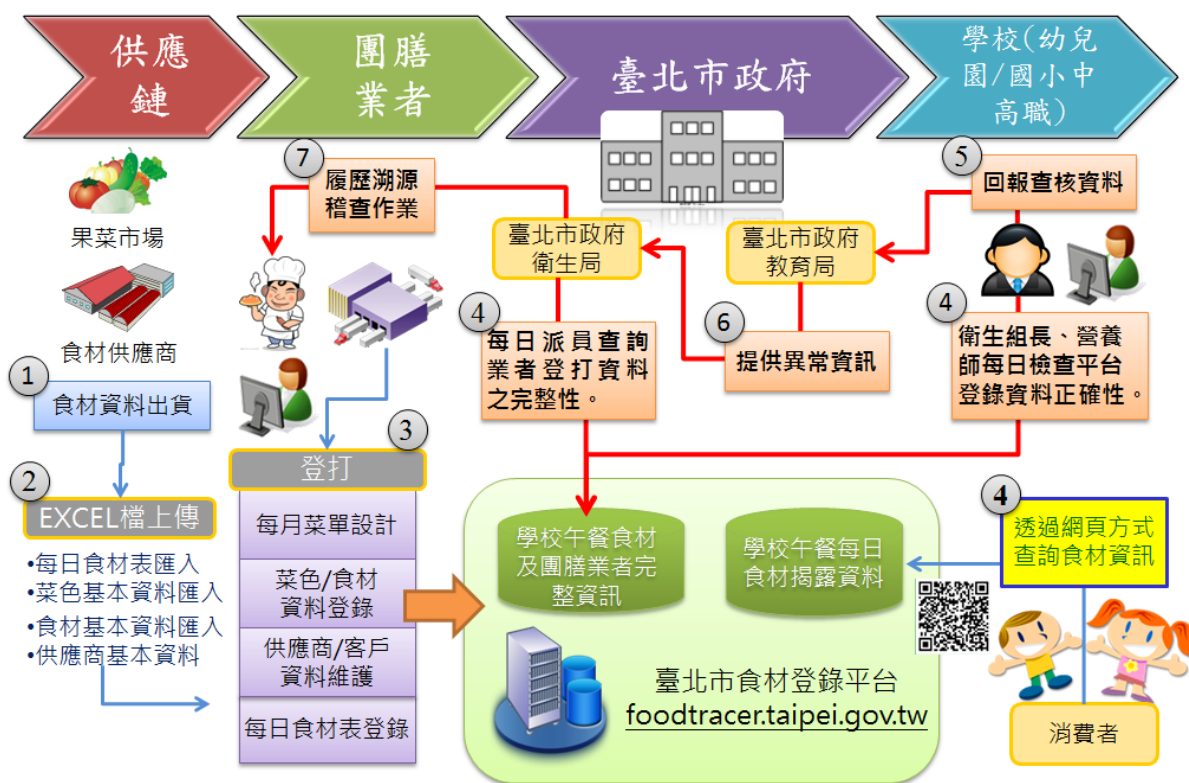 供應
鏈
團膳
業者
臺北市政府
學校(幼兒
園/國小中
高職)
果菜市場
食材供應商
1
食材資料出貨
2
EXCEL檔上傳
•每日食材表匯入
•菜色基本資料匯入
•食材基本資料匯入
•供應商基本資料
7
履歷溯源
稽查作業
3
登打
每月菜單設計
菜色/食材
資料登錄
供應商/客戶
資料維護
每日食材表登錄
臺北市政府
衛生局
4
每日派員查詢
業者登打資料
之完整性。
臺北市政府
教育局
6
提供異常資訊
5
回報查核資料
4
衛生組長、營養
師每日檢查平台
登錄資料正確性。
學校午餐食材
及團膳業者完
整資訊
學校午餐每日
食材揭露資料
臺北市食材登錄平台
foodtracer.taipei.gov.tw
4
透過網頁方式
查詢食材資訊
消費者